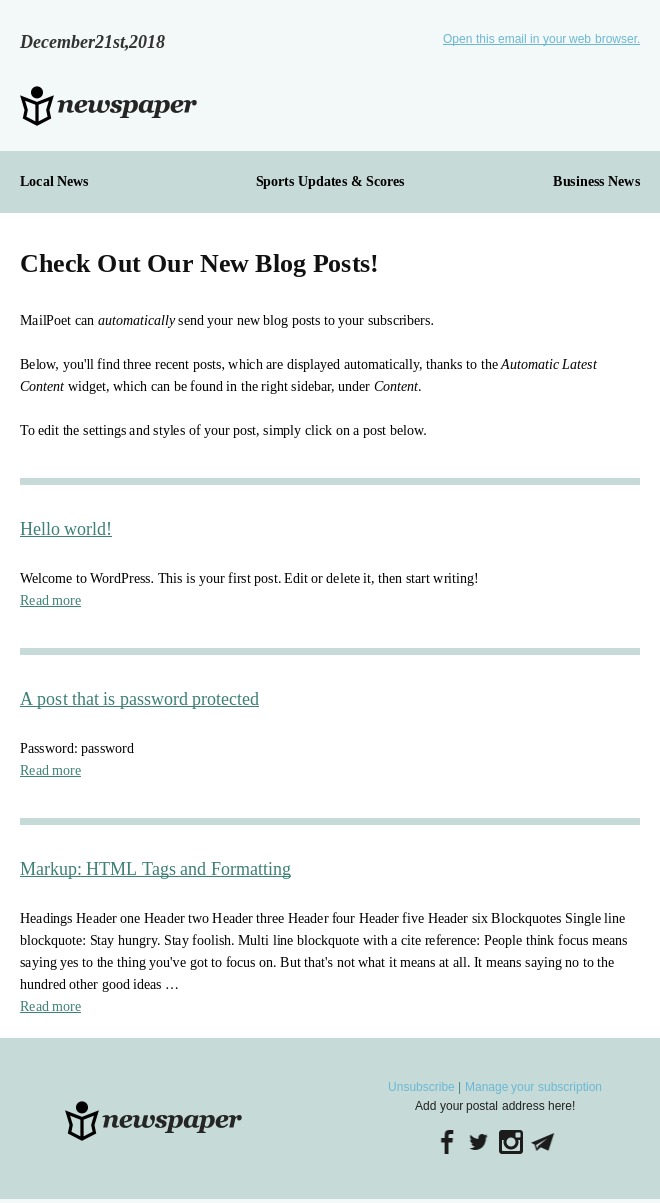 December21st,2018
Open this email in your web browser.
newspaper
Local News
Sports Updates & Scores
Business News
Check Out Our New Blog Posts!
MailPoet can automatically send your new blog posts to your subscribers.
Below, you'll find three recent posts, which are displayed automatically, thanks to the Automatic Latest
Content widget, which can be found in the right sidebar, under Content.
To edit the settings and styles of your post, simply click on a post below.
Hello world!
Welcome to WordPress. This is your first post. Edit or delete it, then start writing!
Read more
A post that is password protected
Password: password
Read more
Markup: HTML Tags and Formatting
Headings Header one Header two Header three Header four Header five Header six Blockquotes Single line
blockquote: Stay hungry. Stay foolish. Multi line blockquote with a cite reference: People think focus means
saying yes to the thing you've got to focus on. But that's not what it means at all. It means saying no to the
hundred other good ideas …
Read more
newspaper
Unsubscribe | Manage your subscription
Add your postal address here!